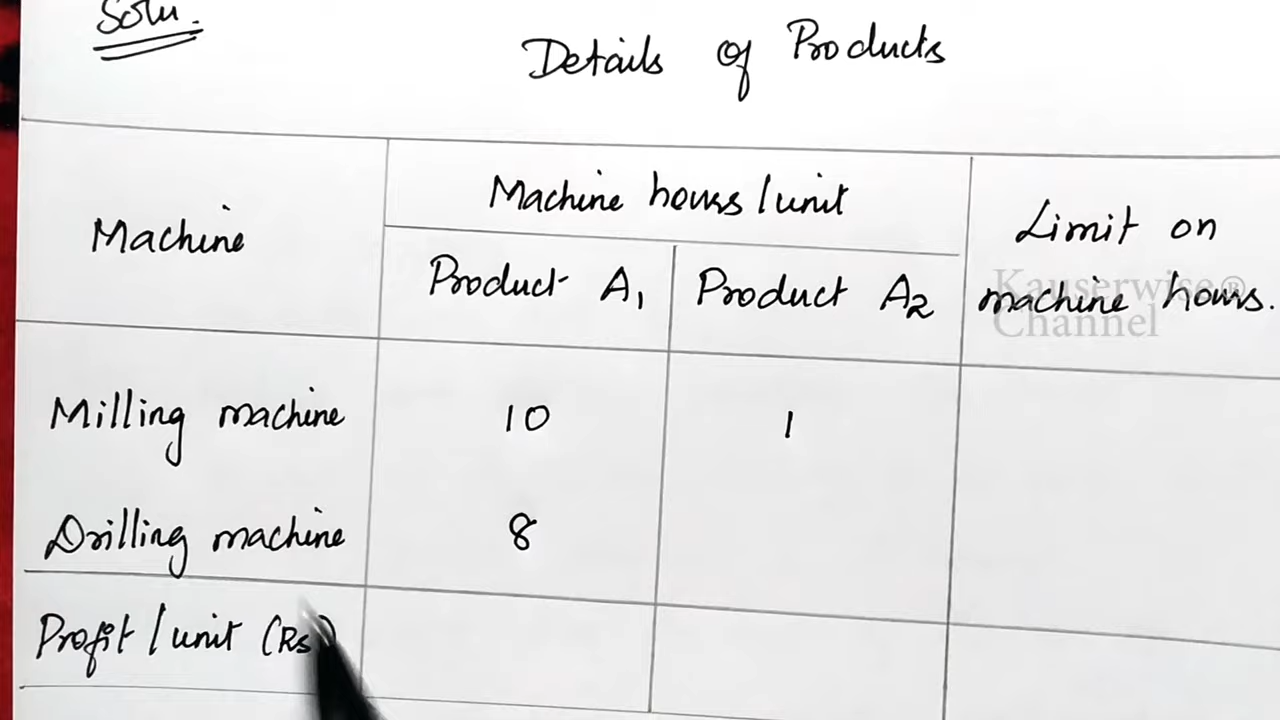 Solu.
Details of Products
Machine
Machine hours / unit
Limit on
machine hours.
Product A1
Product A2
Kauserwise®
Channel
Milling machine 10 1
Drilling machine 8
Profit / unit (Rs)